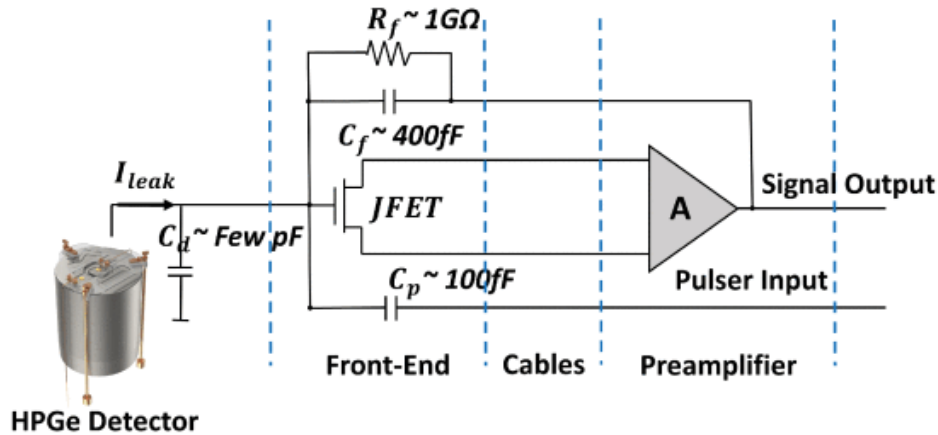 R_f ~ 1GΩ
C_f ~ 400fF
I_leak
JFET
A
Signal Output
C_d ~ Few pF
C_p ~ 100fF
Pulser Input
Front-End
Cables
Preamplifier
HPGe Detector